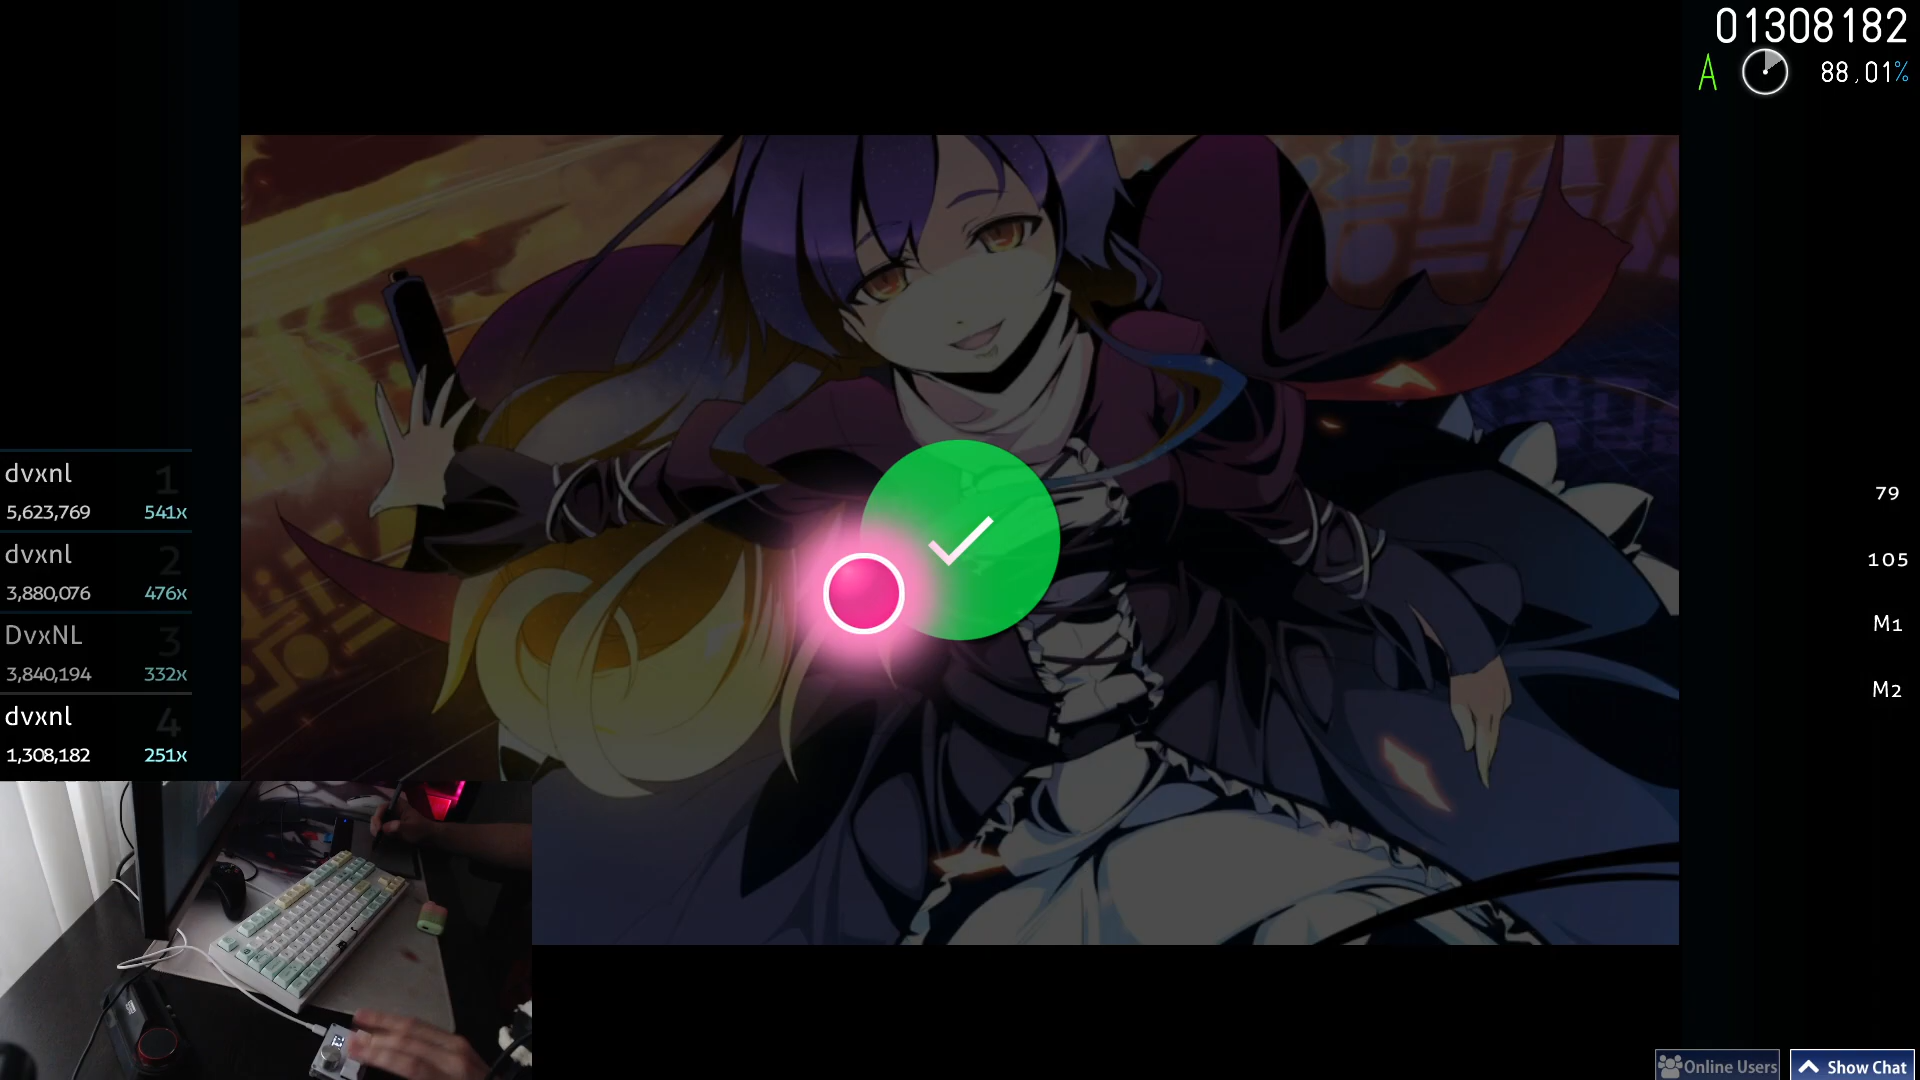 01308182
A 88,01%
dvxnl 1
5,623,769 541x
dvxnl 2
3,880,076 476x
DvxNL 3
3,840,194 332x
dvxnl 4
1,308,182 251x
79
105
M1
M2
Online Users
Show Chat